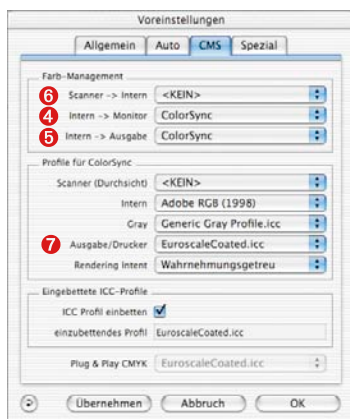 Voreinstellungen
Allgemein Auto CMS Spezial
Farb-Management
6 Scanner -> Intern <KEIN>
4 Intern -> Monitor ColorSync
5 Intern -> Ausgabe ColorSync
Profile für ColorSync
Scanner (Durchsicht) <KEIN>
Intern Adobe RGB (1998)
Gray Generic Gray Profile.icc
7 Ausgabe/Drucker EuroscaleCoated.icc
Rendering Intent Wahrnehmungsgetreu
Eingebettete ICC-Profile
ICC Profil einbetten
einzubettendes Profil EuroscaleCoated.icc
Plug & Play CMYK EuroscaleCoated.icc
Übernehmen Abbruch OK